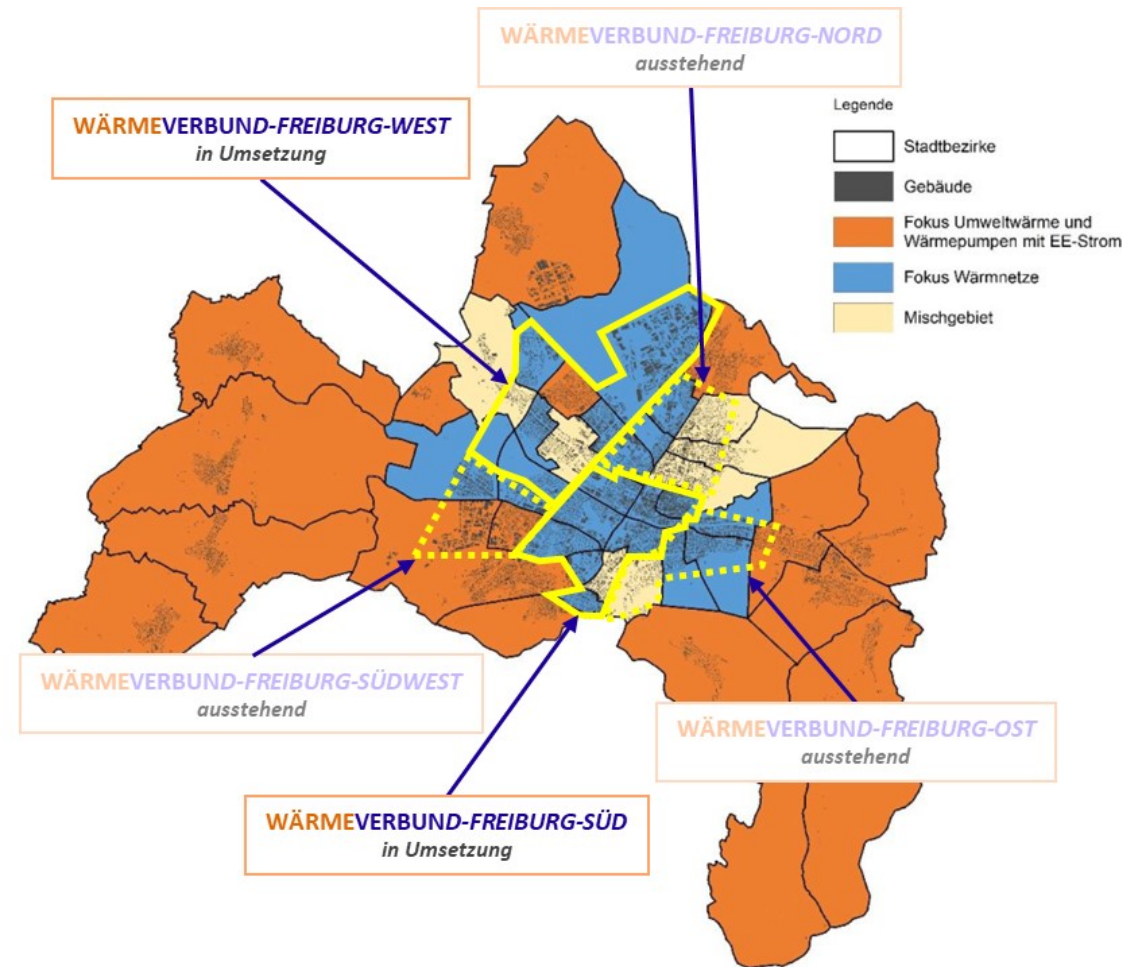 WÄRMEVERBUND-FREIBURG-NORD
ausstehend
WÄRMEVERBUND-FREIBURG-WEST
in Umsetzung
Legende
Stadtbezirke
Gebäude
Fokus Umweltwärme und
Wärmepumpen mit EE-Strom
Fokus Wärmnetze
Mischgebiet
WÄRMEVERBUND-FREIBURG-SÜDWEST
ausstehend
WÄRMEVERBUND-FREIBURG-OST
ausstehend
WÄRMEVERBUND-FREIBURG-SÜD
in Umsetzung